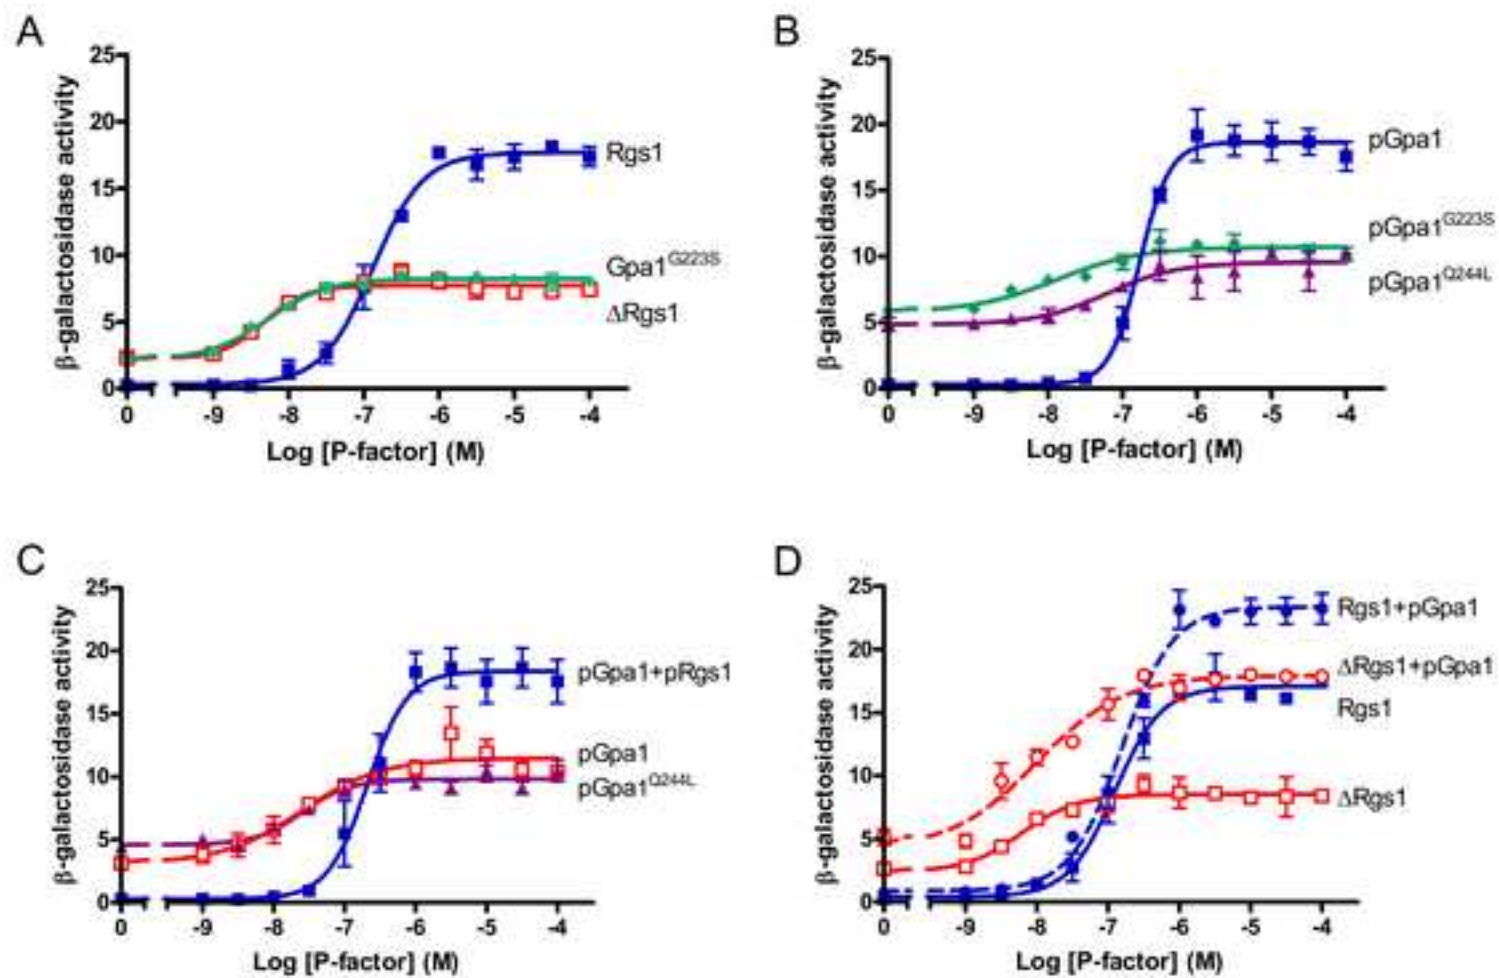 A
β-galactosidase activity
25
20
15
10
5
0
0 -9 -8 -7 -6 -5 -4
Log [P-factor] (M)
Rgs1
Gpa1G223S
ΔRgs1
B
β-galactosidase activity
25
20
15
10
5
0
0 -9 -8 -7 -6 -5 -4
Log [P-factor] (M)
pGpa1
pGpa1G223S
pGpa1Q244L
C
β-galactosidase activity
25
20
15
10
5
0
0 -9 -8 -7 -6 -5 -4
Log [P-factor] (M)
pGpa1+pRgs1
pGpa1
pGpa1Q244L
D
β-galactosidase activity
25
20
15
10
5
0
0 -9 -8 -7 -6 -5 -4
Log [P-factor] (M)
Rgs1+pGpa1
ΔRgs1+pGpa1
Rgs1
ΔRgs1